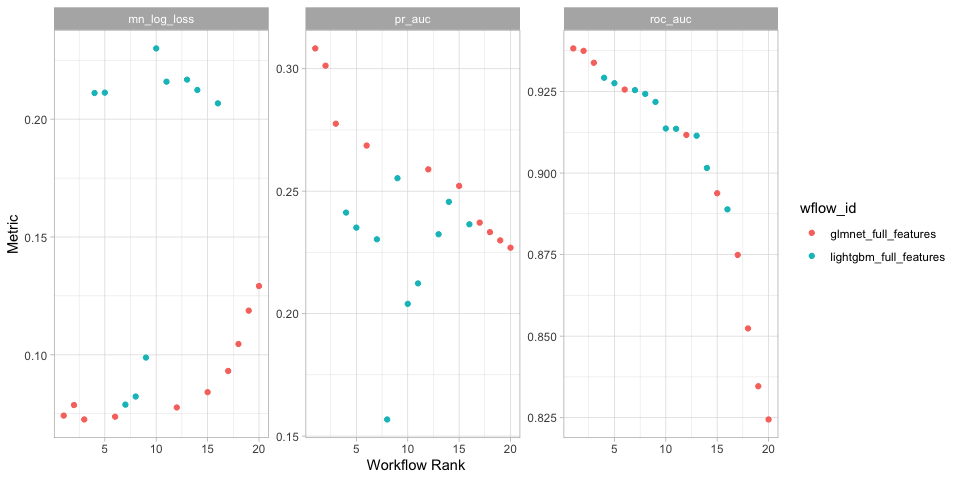 mn_log_loss
pr_auc
roc_auc
Metric
0.20
0.15
0.10
0.30
0.25
0.20
0.15
0.925
0.900
0.875
0.850
0.825
5 10 15 20
5 10 15 20
5 10 15 20
Workflow Rank
wflow_id
glmnet_full_features
lightgbm_full_features